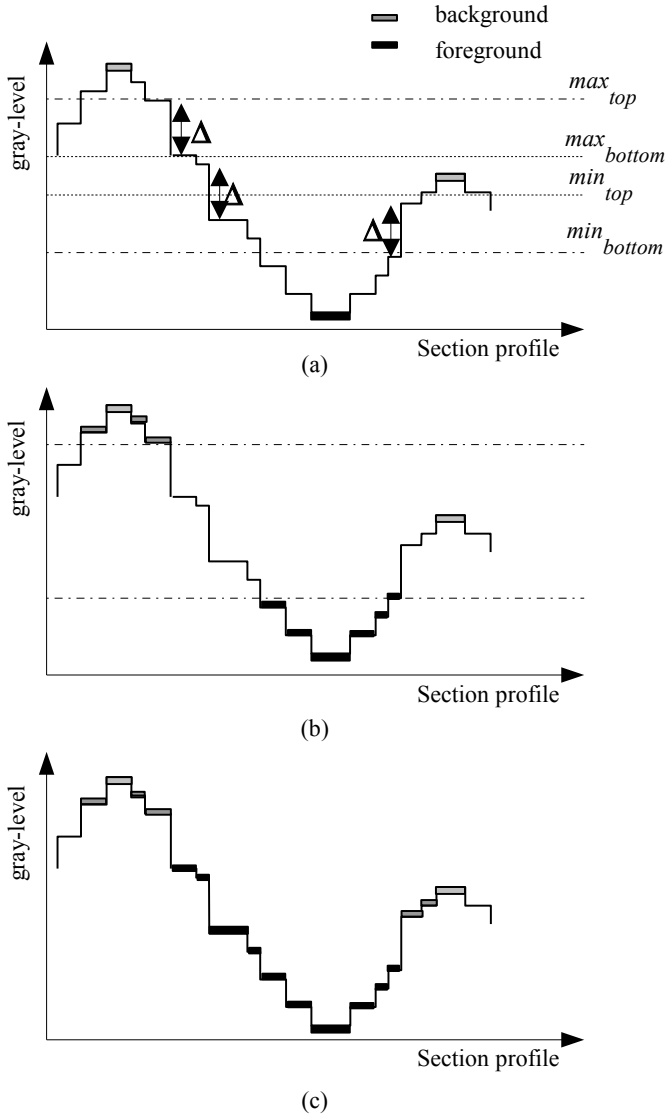 background
foreground
gray-level
max top
max bottom
min top
min bottom
Δ
Δ
Δ
Section profile
(a)
gray-level
Section profile
(b)
gray-level
Section profile
(c)